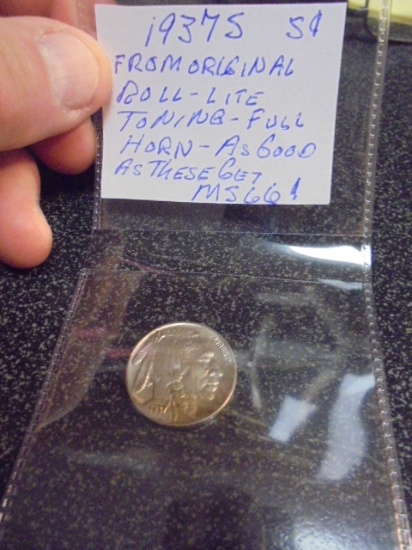 1937S 5¢
FROM ORIGINAL
ROLL-LITE
TONING-FULL
HORN-AS GOOD
AS THESE GET
MS66!